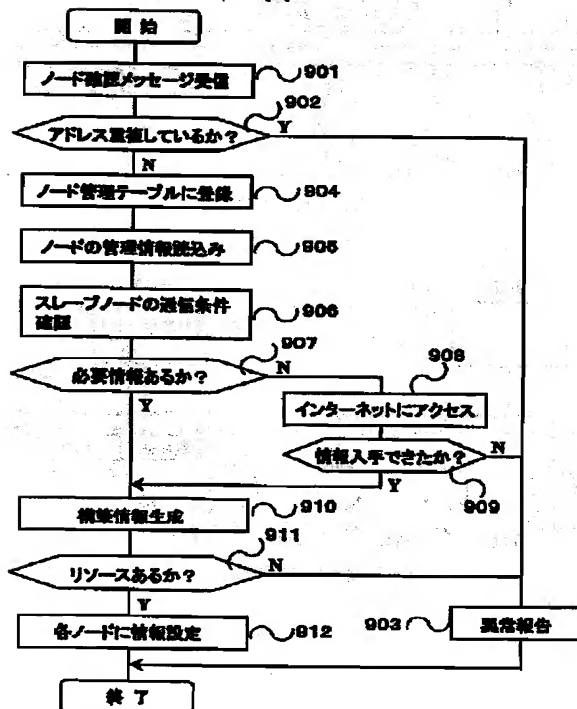 開始
ノード確認メッセージ受信
901
902
アドレス重複しているか?
Y
N
ノード管理テーブルに登録
904
ノードの管理情報読込み
905
スレーブノードの通信条件
確認
906
907
必要情報あるか?
N
Y
908
インターネットにアクセス
情報入手できたか?
N
Y
909
構築情報生成
910
911
リソースあるか?
N
Y
各ノードに情報設定
912
903
異常報告
終了